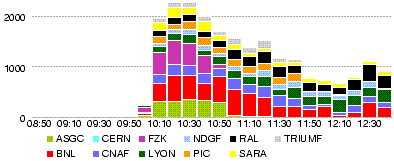 2000
1000
0
08:50 09:10 09:30 09:50 10:10 10:30 10:50 11:10 11:30 11:50 12:10 12:30
ASGC CERN FZK NDGF RAL TRIUMF
BNL CNAF LYON PIC SARA